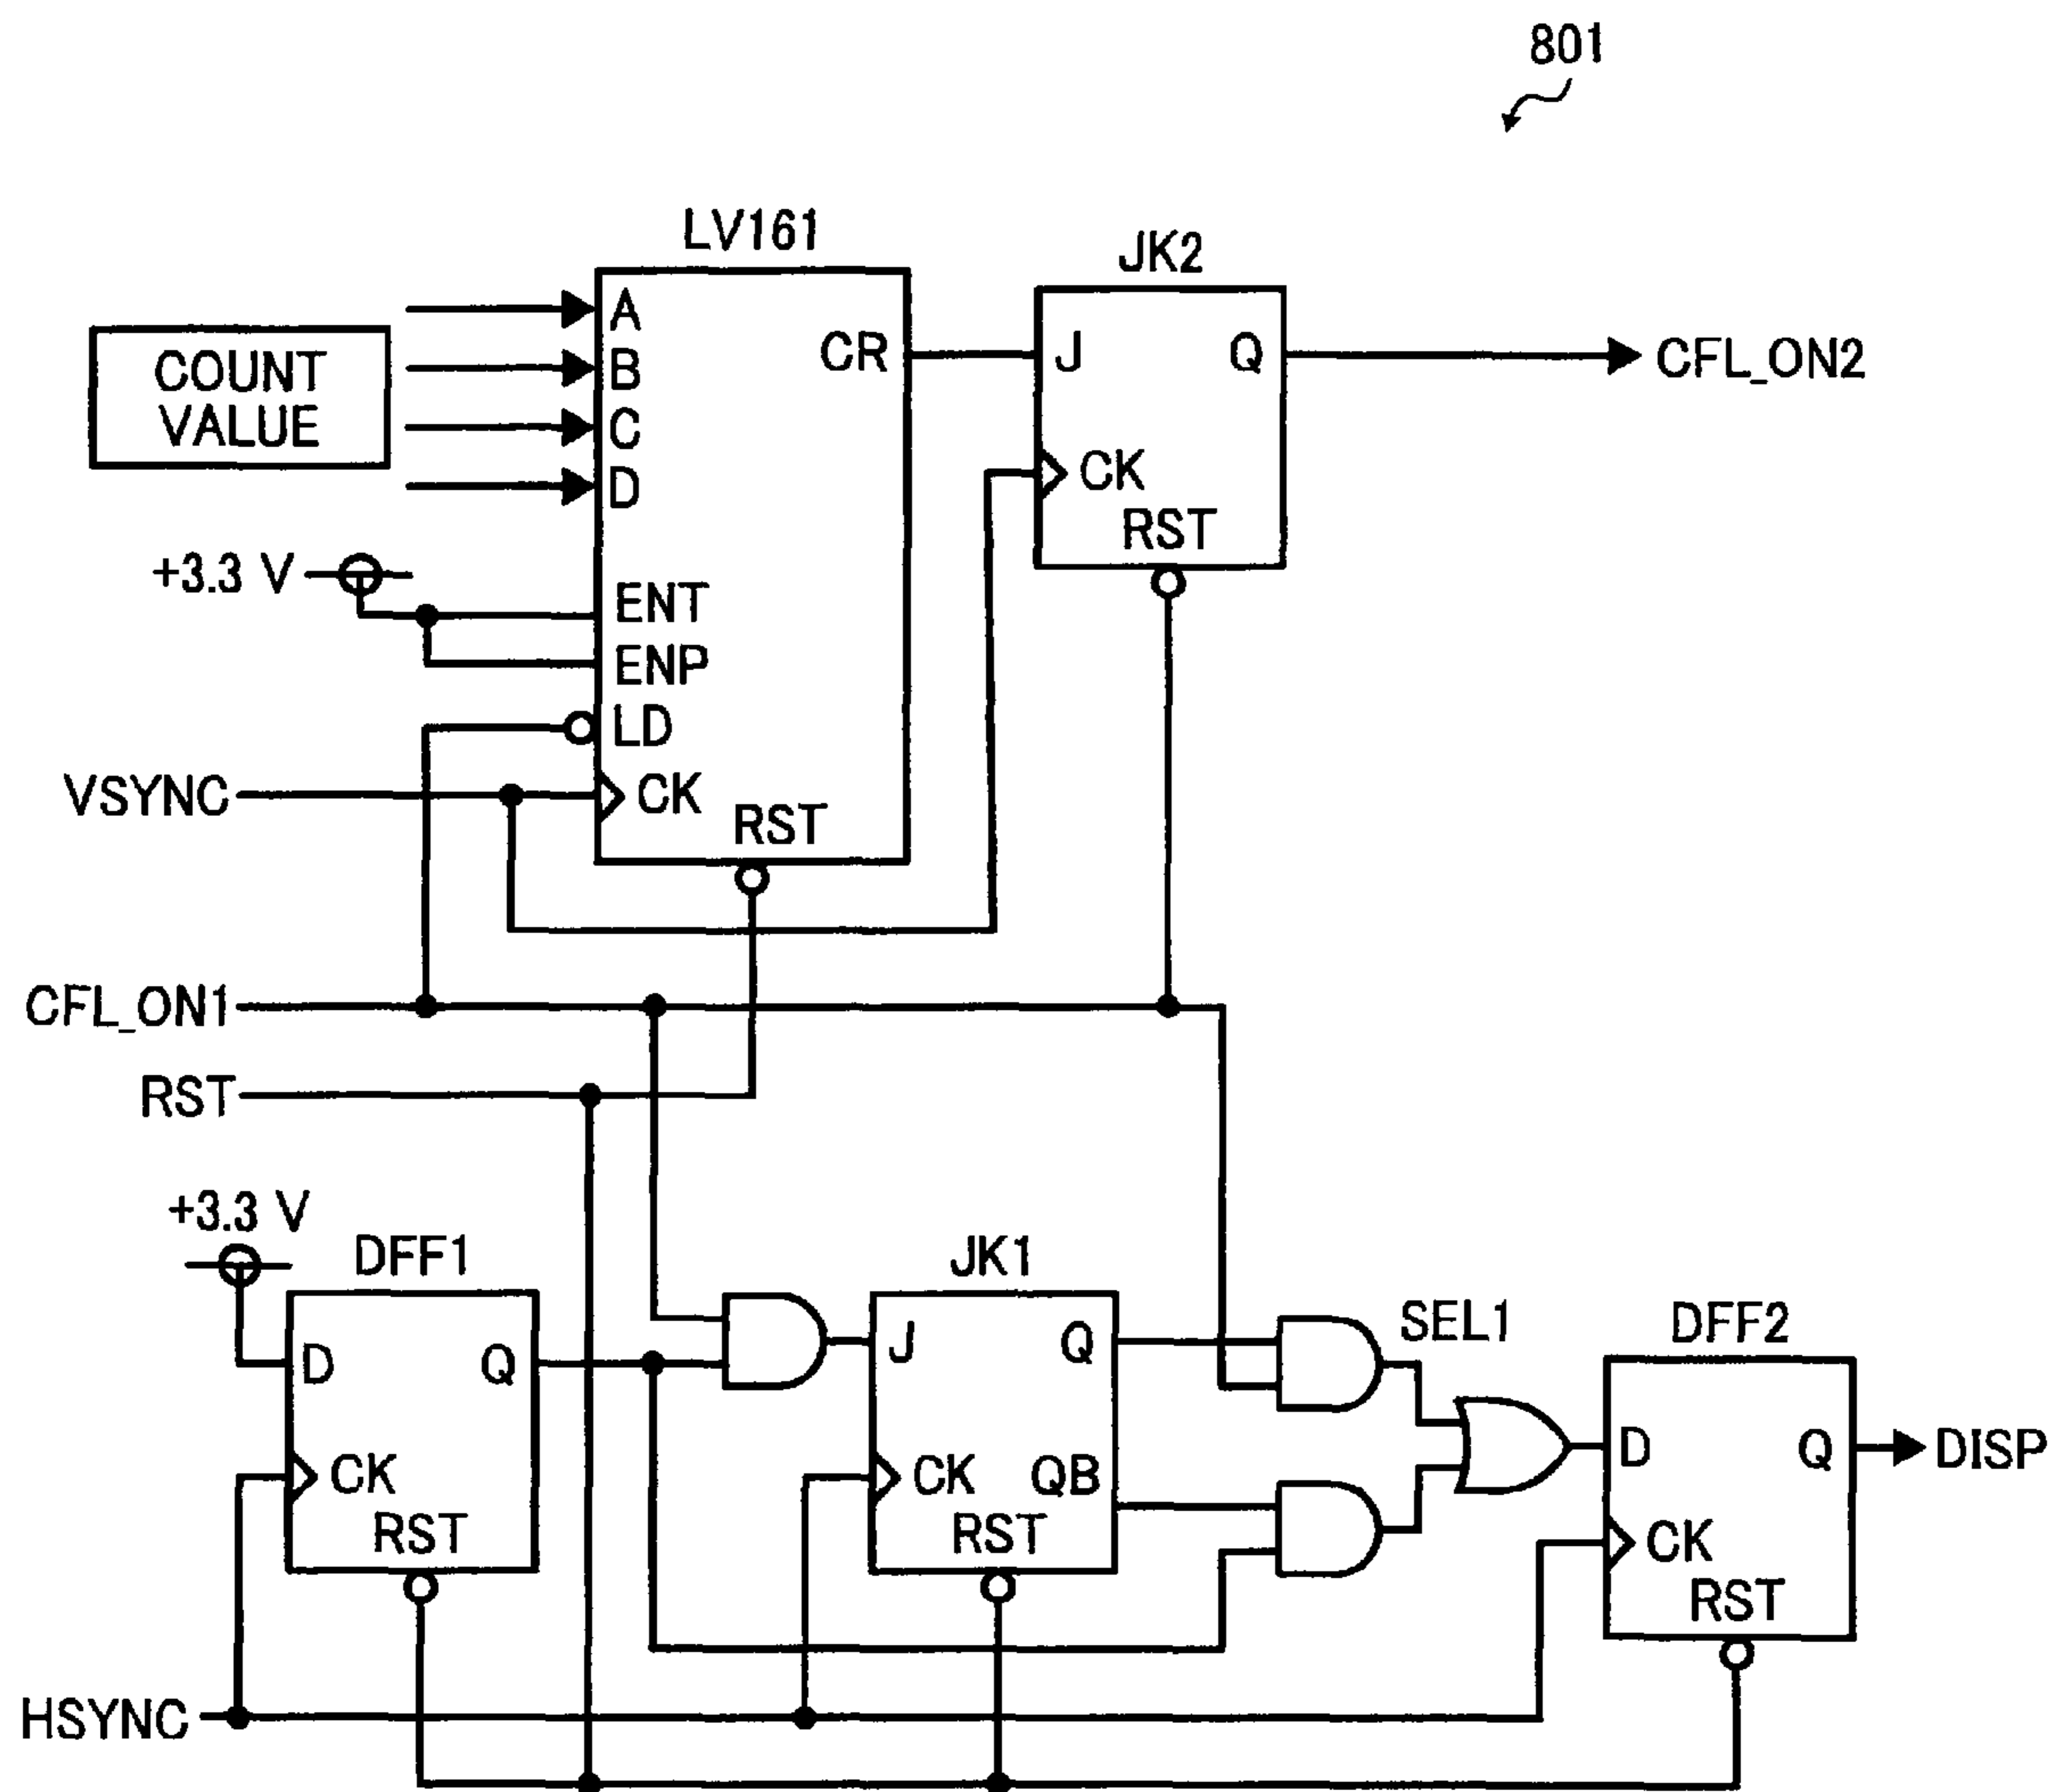 801
LV161
JK2
COUNT
VALUE
A
B
C
D
CR
J
Q
CFL_ON2
CK
RST
+3.3 V
ENT
ENP
LD
VSYNC
CK
RST
CFL_ON1
RST
+3.3 V
DFF1
JK1
SEL1
DFF2
D
Q
J
Q
D
Q
DISP
CK
CK
QB
CK
RST
RST
RST
HSYNC